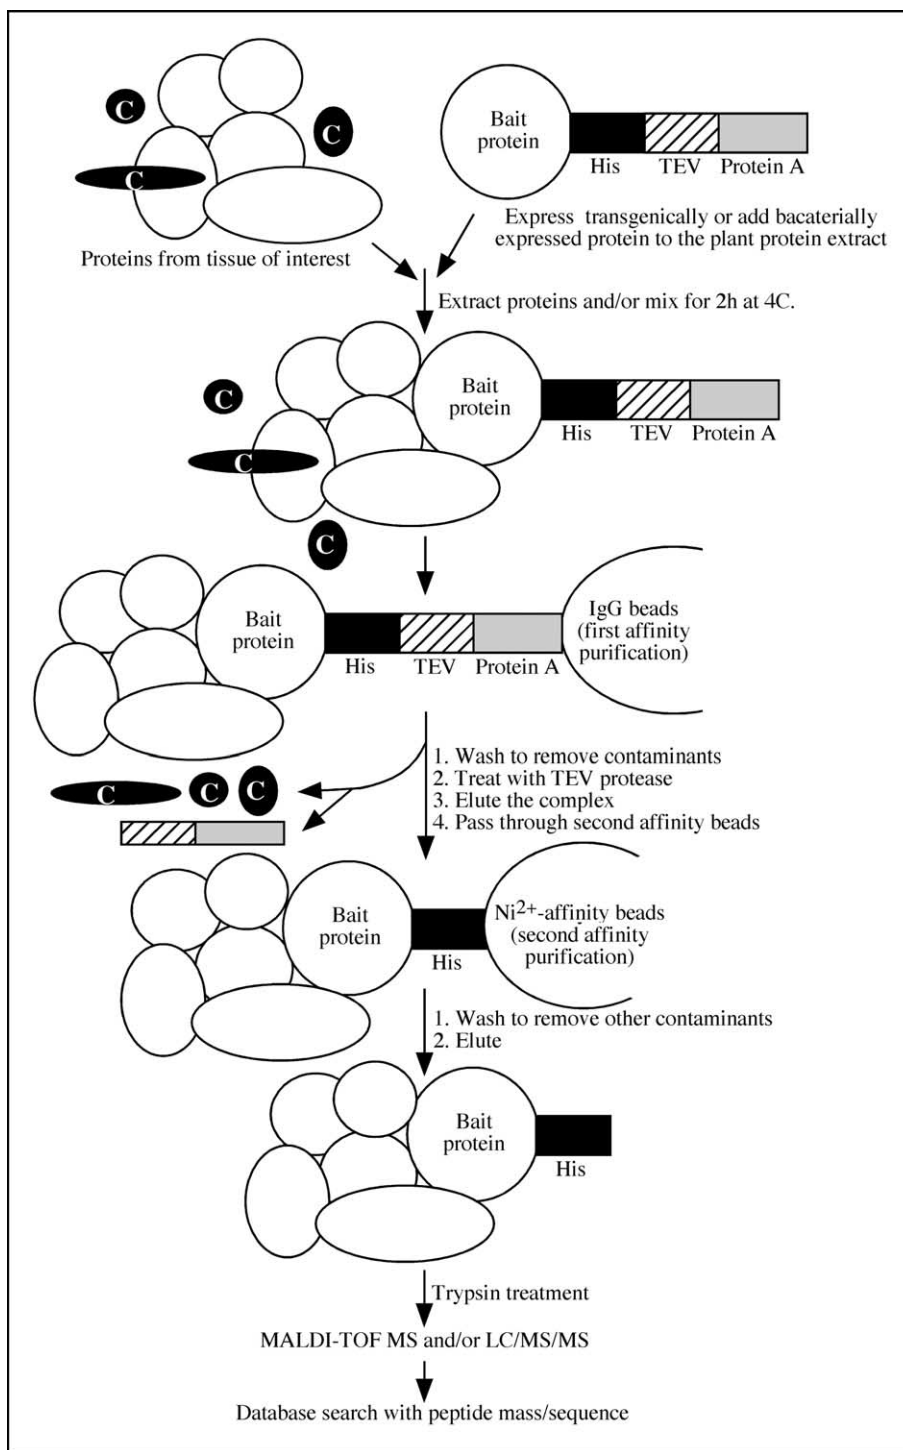 C
C
C
Bait
protein
His TEV Protein A
Proteins from tissue of interest
Express transgenically or add bacaterially
expressed protein to the plant protein extract
Extract proteins and/or mix for 2h at 4C.
C
C
C
Bait
protein
His TEV Protein A
Bait
protein
His TEV Protein A
IgG beads
(first affinity
purification)
1. Wash to remove contaminants
2. Treat with TEV protease
3. Elute the complex
4. Pass through second affinity beads
C C C
Bait
protein
His
Ni2+-affinity beads
(second affinity
purification)
1. Wash to remove other contaminants
2. Elute
Bait
protein
His
Trypsin treatment
MALDI-TOF MS and/or LC/MS/MS
Database search with peptide mass/sequence